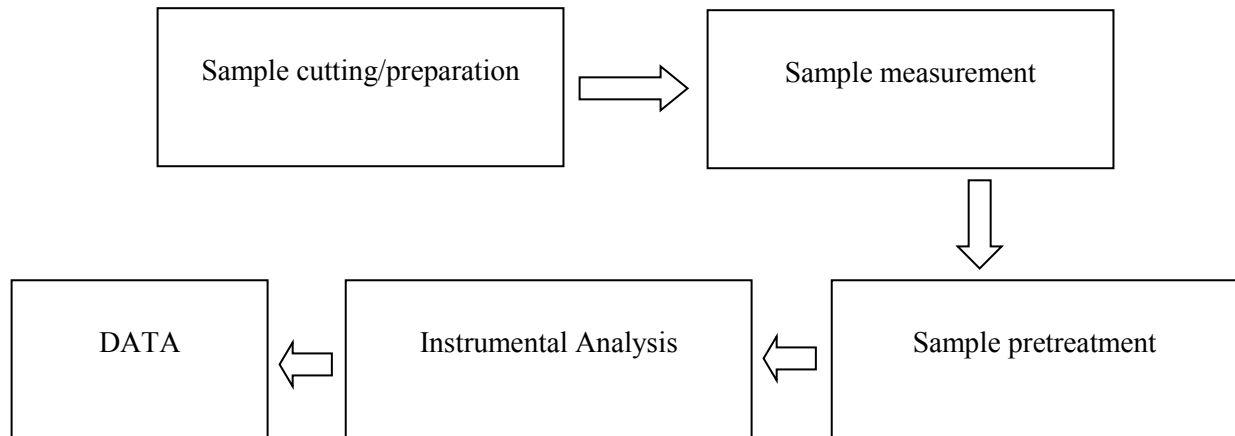 Sample cutting/preparation
Sample measurement
Sample pretreatment
Instrumental Analysis
DATA